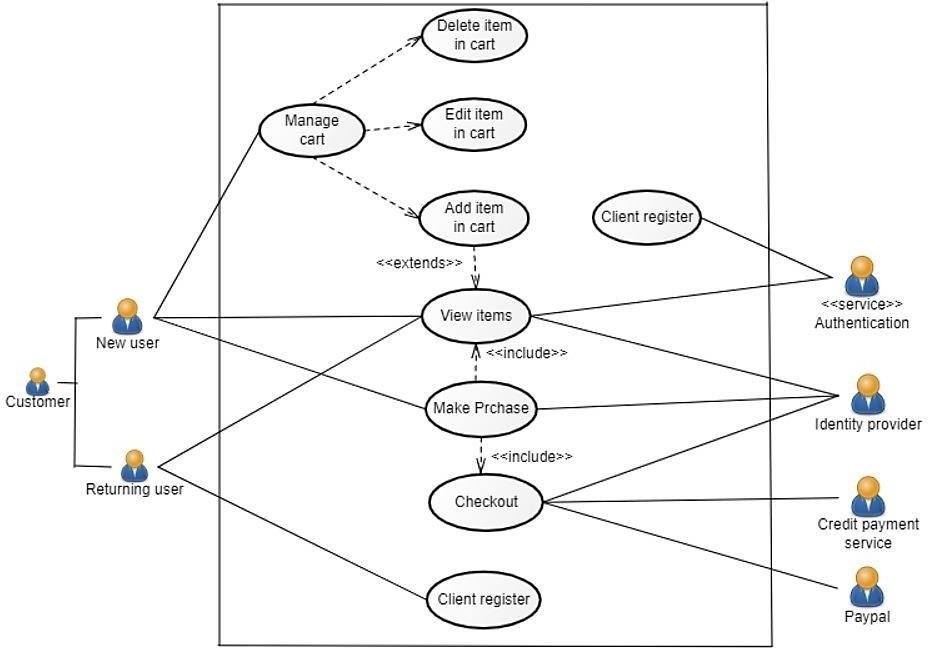 Delete item
in cart
Manage
cart
Edit item
in cart
Add item
in cart
Client register
<<extends>>
View items
<<service>>
Authentication
New user
<<include>>
Customer
Make Prchase
Identity provider
<<include>>
Returning user
Checkout
Credit payment
service
Client register
Paypal